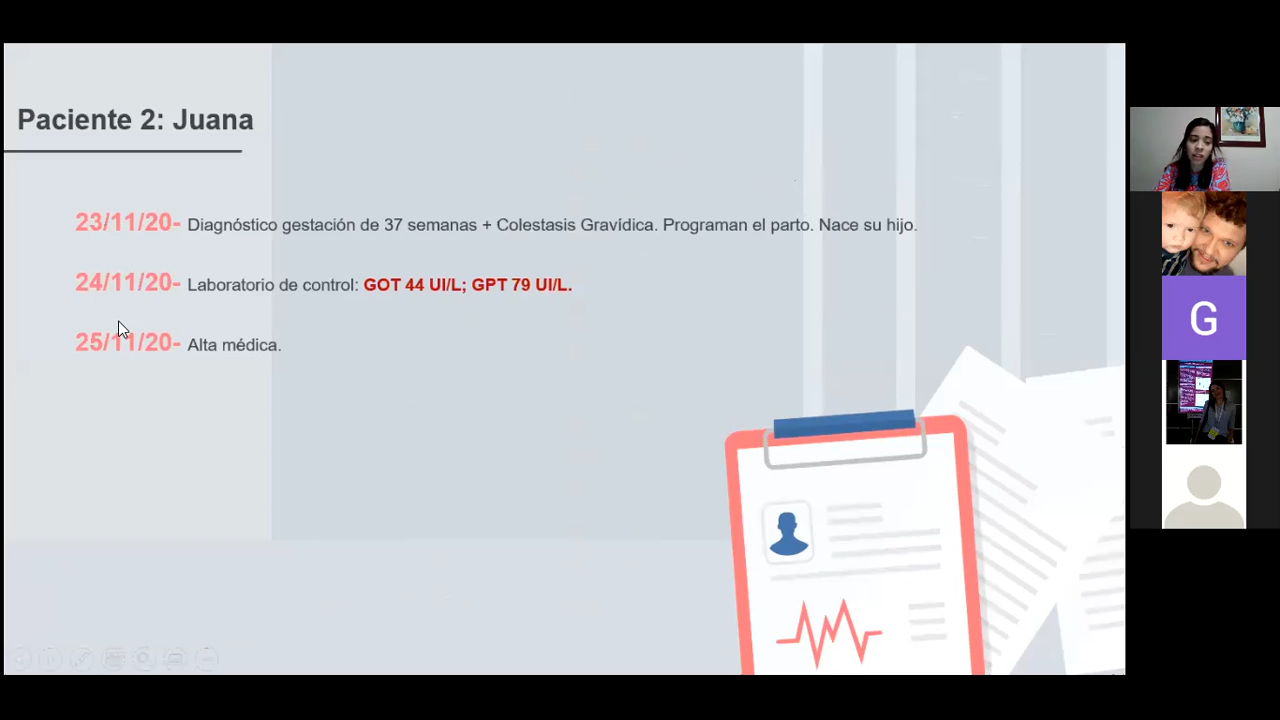 Paciente 2: Juana
23/11/20- Diagnóstico gestación de 37 semanas + Colestasis Gravídica. Programan el parto. Nace su hijo.
24/11/20- Laboratorio de control: GOT 44 UI/L; GPT 79 UI/L.
25/11/20- Alta médica.
G